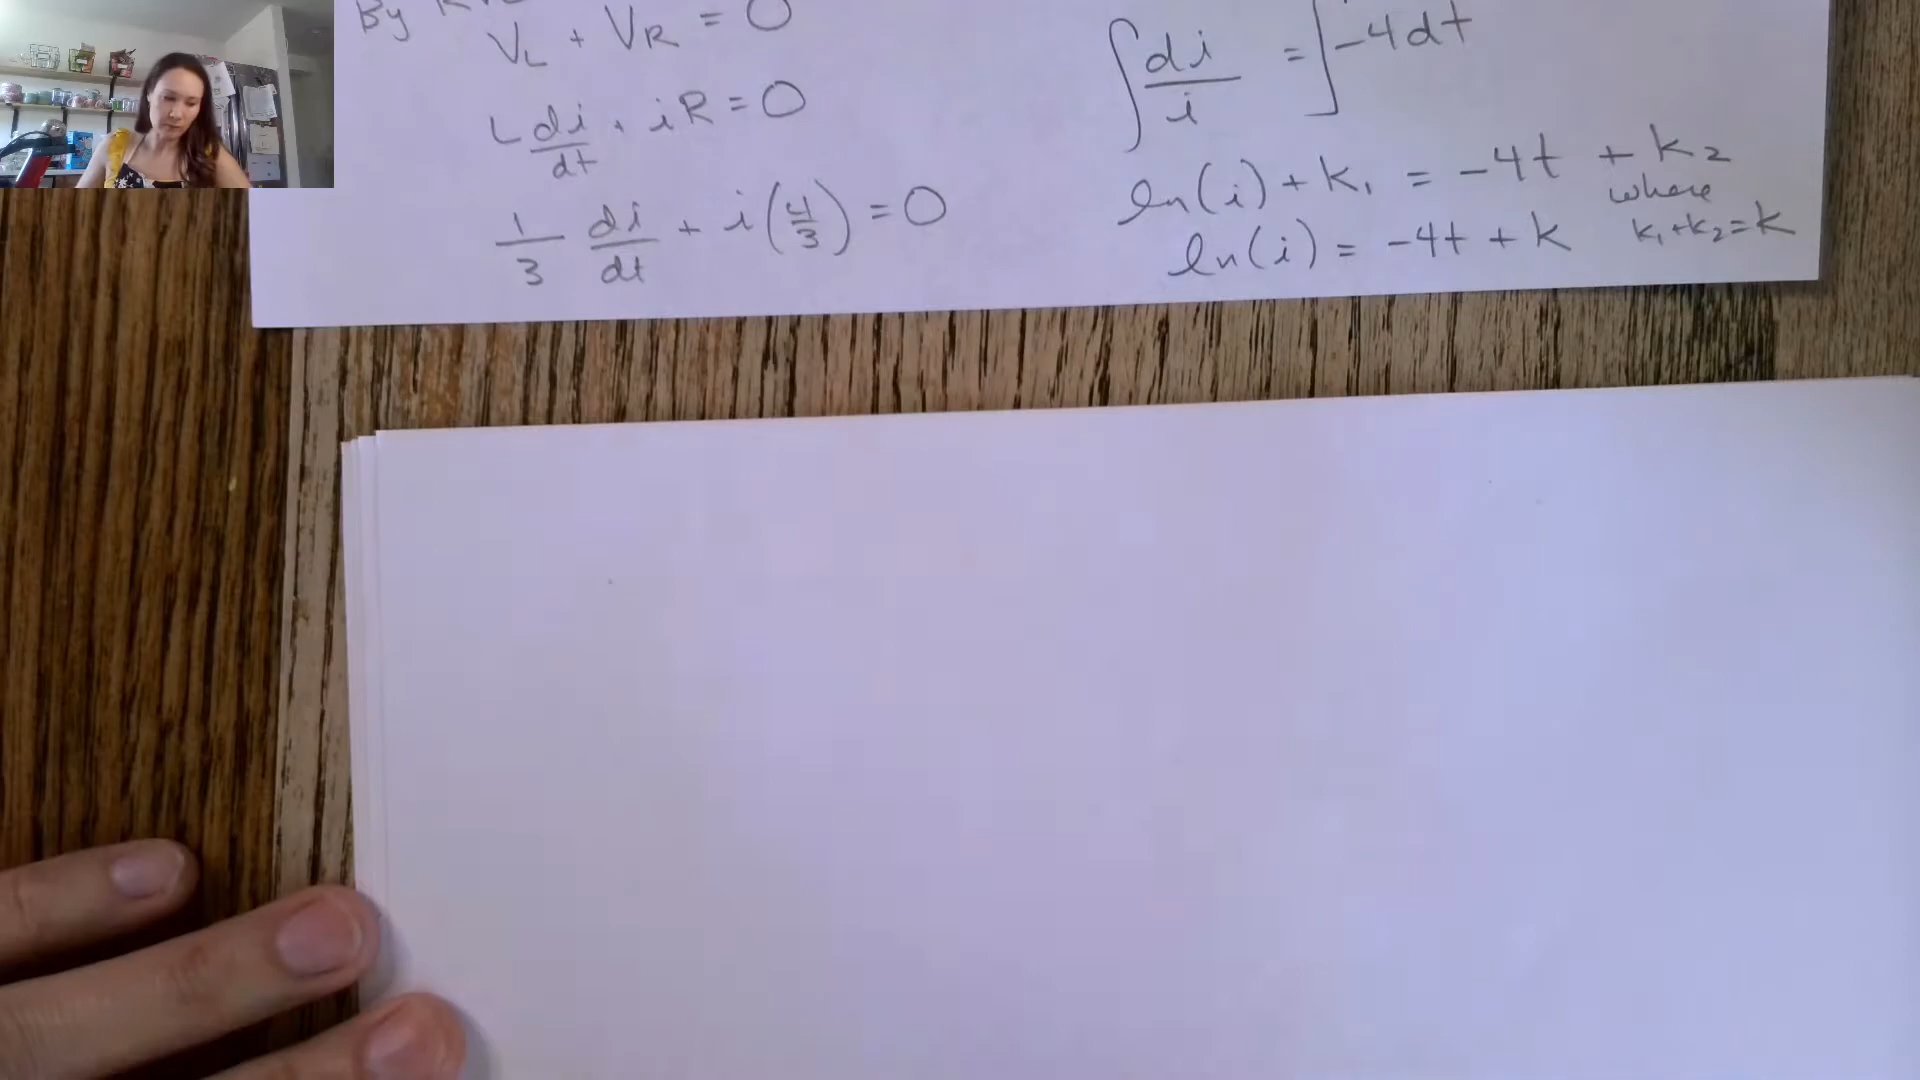 By
V_L + V_R = 0
L di/dt + iR = 0
1/3 di/dt + i(4/3) = 0
∫ di/i = ∫ -4dt
ln(i) + k₁ = -4t + k₂
where
k₁+k₂=k
ln(i) = -4t + k